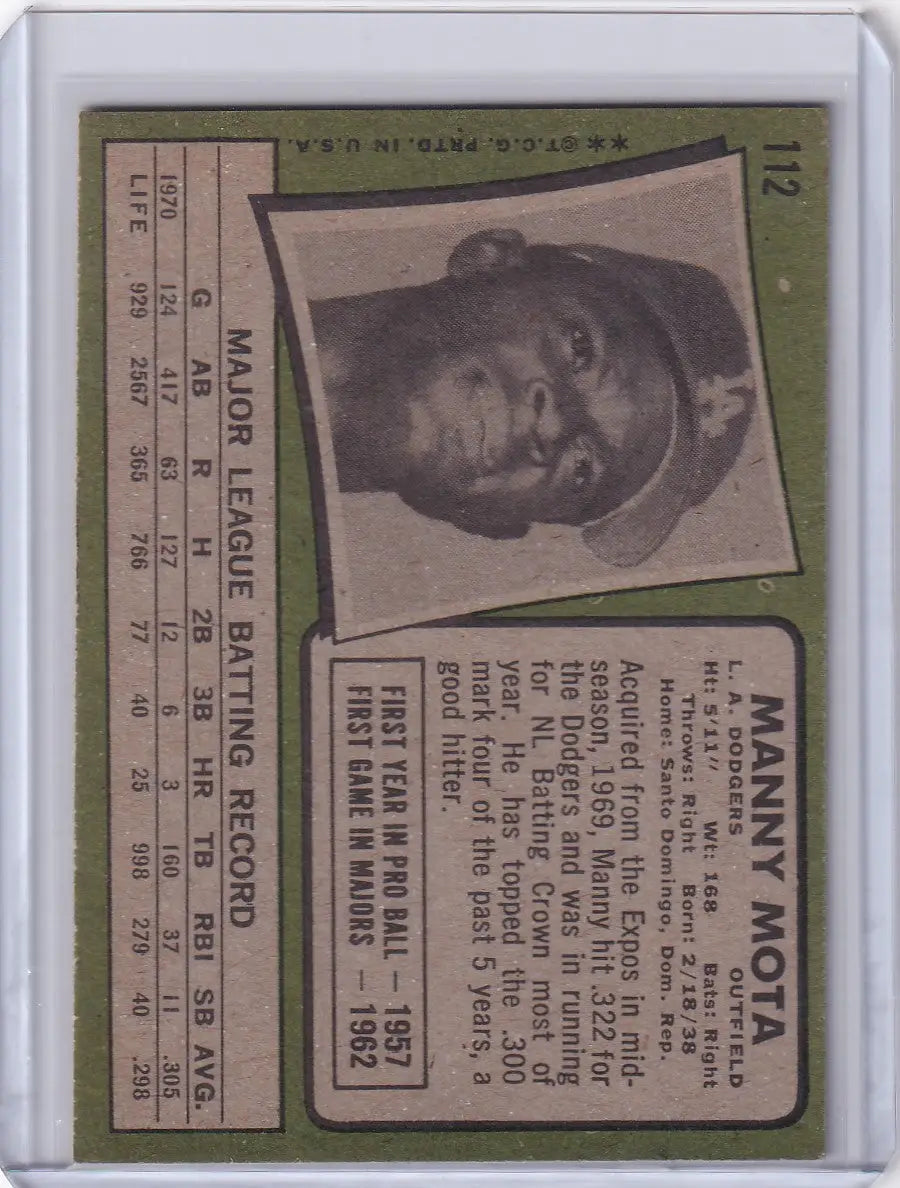 112
**©T.C.G. PRTD. IN U.S.A.
MANNY MOTA
L. A. DODGERS OUTFIELD
Ht: 5'11" Wt: 168 Bats: Right
Throws: Right Born: 2/18/38
Home: Santo Domingo, Dom. Rep.
Acquired from the Expos in mid-
season, 1969, Manny hit .322 for
the Dodgers and was in running
for NL Batting Crown most of
year. He has topped the .300
mark four of the past 5 years, a
good hitter.
FIRST YEAR IN PRO BALL — 1957
FIRST GAME IN MAJORS — 1962
MAJOR LEAGUE BATTING RECORD
G AB R H 2B 3B HR TB RBI SB AVG.
1970 124 417 63 127 12 6 3 160 37 11 .305
LIFE 929 2567 365 766 77 40 25 998 279 40 .298
LA